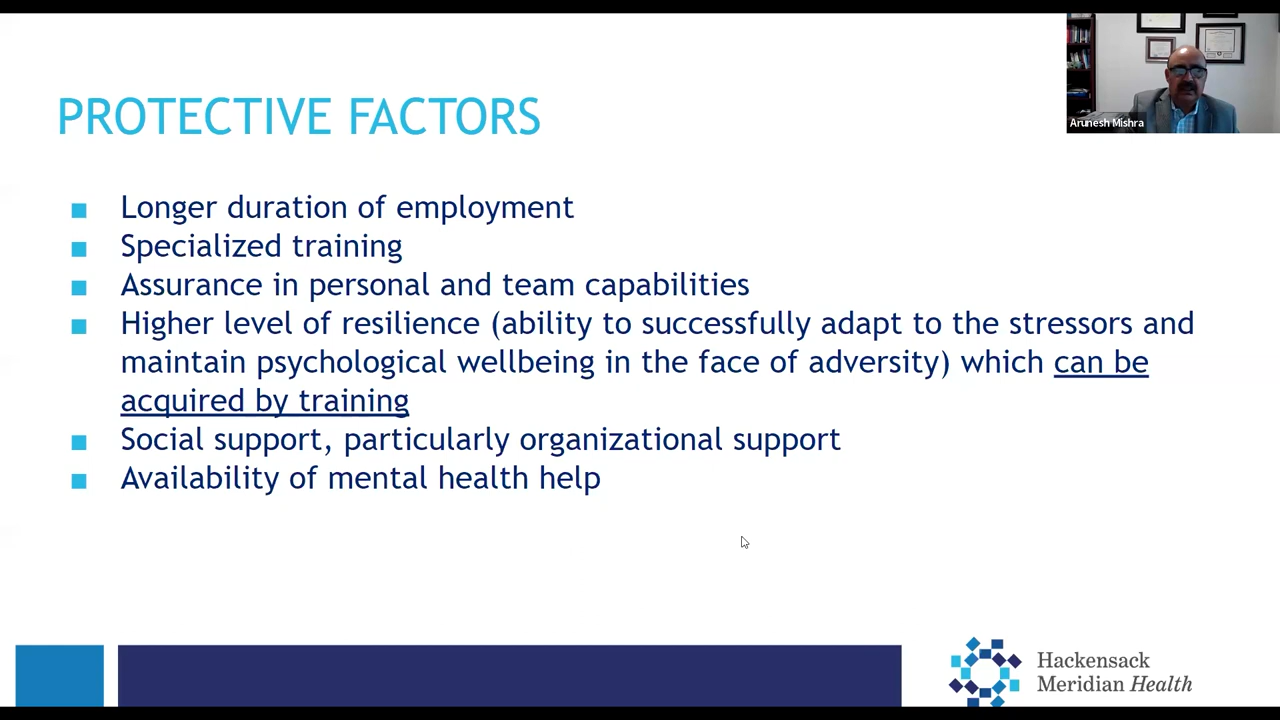 PROTECTIVE FACTORS
Arunesh Mishra
■ Longer duration of employment
■ Specialized training
■ Assurance in personal and team capabilities
■ Higher level of resilience (ability to successfully adapt to the stressors and
maintain psychological wellbeing in the face of adversity) which can be
acquired by training
■ Social support, particularly organizational support
■ Availability of mental health help
Hackensack
Meridian Health